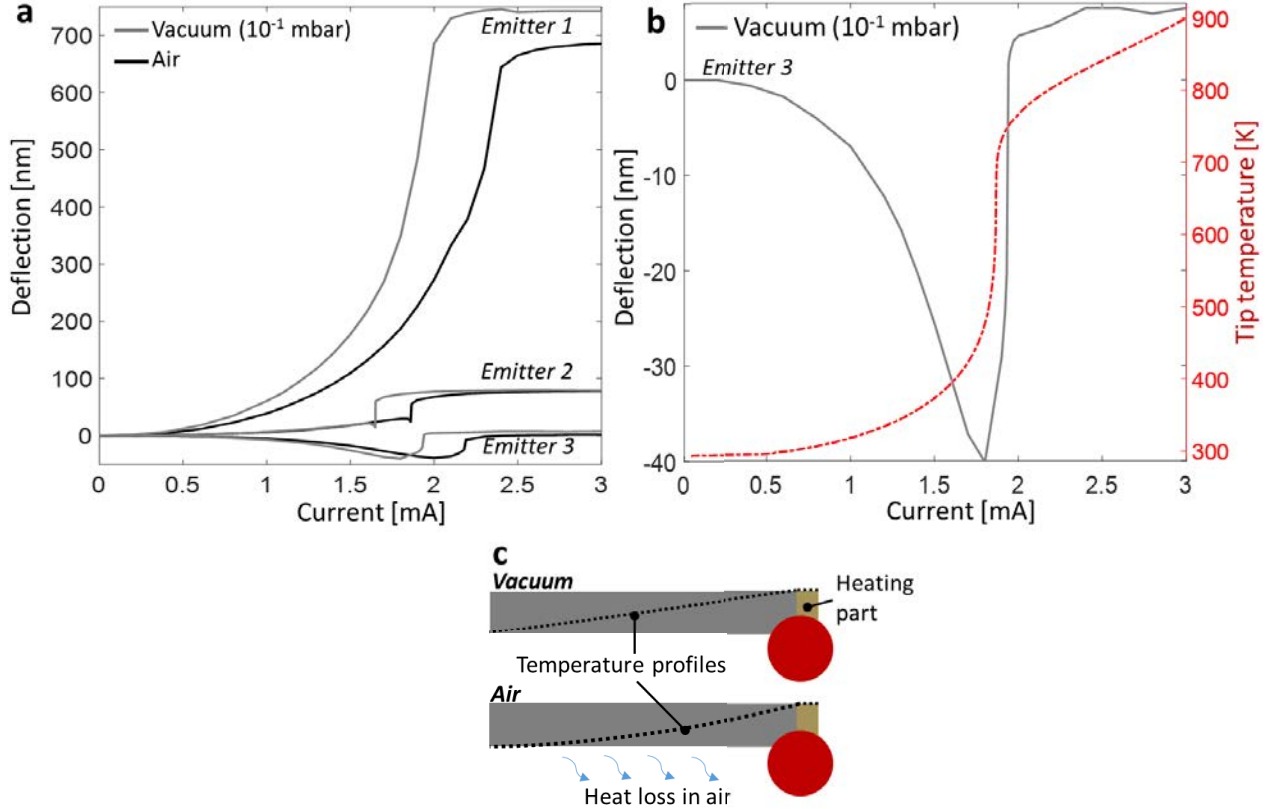 a
Vacuum (10⁻¹ mbar)
Air
Emitter 1
Emitter 2
Emitter 3
Deflection [nm]
700
600
500
400
300
200
100
0
0
0.5
1
1.5
2
2.5
3
Current [mA]
b
Vacuum (10⁻¹ mbar)
Emitter 3
Deflection [nm]
0
-10
-20
-30
-40
0
0.5
1
1.5
2
2.5
3
Current [mA]
900
800
700
600
500
400
300
Tip temperature [K]
c
Vacuum
Heating
part
Temperature profiles
Air
Heat loss in air